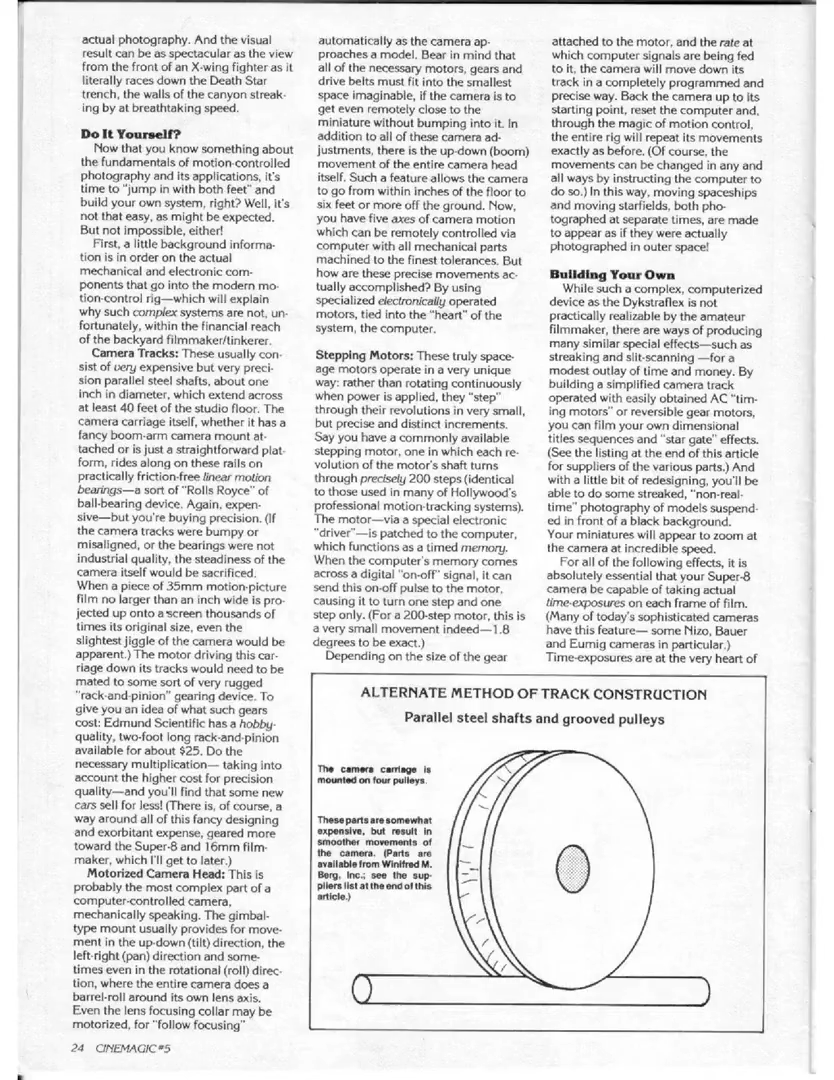 actual photography. And the visual
result can be as spectacular as the view
from the front of an X-wing fighter as it
literally races down the Death Star
trench, the walls of the canyon streak-
ing by at breathtaking speed.
Do It Yourself?
Now that you know something about
the fundamentals of motion-controlled
photography and its applications, it's
time to "jump in with both feet" and
build your own system, right? Well, it's
not that easy, as might be expected.
But not impossible, either!
First, a little background informa-
tion is in order on the actual
mechanical and electronic com-
ponents that go into the modern mo-
tion-control rig—which will explain
why such complex systems are not, un-
fortunately, within the financial reach
of the backyard filmmaker/tinkerer.
Camera Tracks: These usually con-
sist of very expensive but very preci-
sion parallel steel shafts, about one
inch in diameter, which extend across
at least 40 feet of the studio floor. The
camera carriage itself, whether it has a
fancy boom-arm camera mount at-
tached or is just a straightforward plat-
form, rides along on these rails on
practically friction-free linear motion
bearings—a sort of "Rolls Royce" of
ball-bearing device. Again, expen-
sive—but you're buying precision. (If
the camera tracks were bumpy or
misaligned, or the bearings were not
industrial quality, the steadiness of the
camera itself would be sacrificed.
When a piece of 35mm motion-picture
film no larger than an inch wide is pro-
jected up onto a screen thousands of
times its original size, even the
slightest jiggle of the camera would be
apparent.) The motor driving this car-
riage down its tracks would need to be
mated to some sort of very rugged
"rack-and-pinion" gearing device. To
give you an idea of what such gears
cost: Edmund Scientific has a hobby-
quality, two-foot long rack-and-pinion
available for about $25. Do the
necessary multiplication— taking into
account the higher cost for precision
quality—and you'll find that some new
cars sell for less! (There is, of course, a
way around all of this fancy designing
and exorbitant expense, geared more
toward the Super-8 and 16mm film-
maker, which I'll get to later.)
Motorized Camera Head: This is
probably the most complex part of a
computer-controlled camera,
mechanically speaking. The gimbal-
type mount usually provides for move-
ment in the up-down (tilt) direction, the
left-right (pan) direction and some-
times even in the rotational (roll) direc-
tion, where the entire camera does a
barrel-roll around its own lens axis.
Even the lens focusing collar may be
motorized, for "follow focusing"
automatically as the camera ap-
proaches a model. Bear in mind that
all of the necessary motors, gears and
drive belts must fit into the smallest
space imaginable, if the camera is to
get even remotely close to the
miniature without bumping into it. In
addition to all of these camera ad-
justments, there is the up-down (boom)
movement of the entire camera head
itself. Such a feature allows the camera
to go from within inches of the floor to
six feet or more off the ground. Now,
you have five axes of camera motion
which can be remotely controlled via
computer with all mechanical parts
machined to the finest tolerances. But
how are these precise movements ac-
tually accomplished? By using
specialized electronically operated
motors, tied into the "heart" of the
system, the computer.
Stepping Motors: These truly space-
age motors operate in a very unique
way: rather than rotating continuously
when power is applied, they "step"
through their revolutions in very small,
but precise and distinct increments.
Say you have a commonly available
stepping motor, one in which each re-
volution of the motor's shaft turns
through precisely 200 steps (identical
to those used in many of Hollywood's
professional motion-tracking systems).
The motor—via a special electronic
"driver"—is patched to the computer,
which functions as a timed memory.
When the computer's memory comes
across a digital "on-off" signal, it can
send this on-off pulse to the motor,
causing it to turn one step and one
step only. (For a 200-step motor, this is
a very small movement indeed—1.8
degrees to be exact.)
Depending on the size of the gear
attached to the motor, and the rate at
which computer signals are being fed
to it, the camera will move down its
track in a completely programmed and
precise way. Back the camera up to its
starting point, reset the computer and,
through the magic of motion control,
the entire rig will repeat its movements
exactly as before. (Of course, the
movements can be changed in any and
all ways by instructing the computer to
do so.) In this way, moving spaceships
and moving starfields, both pho-
tographed at separate times, are made
to appear as if they were actually
photographed in outer space!
Building Your Own
While such a complex, computerized
device as the Dykstraflex is not
practically realizable by the amateur
filmmaker, there are ways of producing
many similar special effects—such as
streaking and slit-scanning —for a
modest outlay of time and money. By
building a simplified camera track
operated with easily obtained AC "tim-
ing motors" or reversible gear motors,
you can film your own dimensional
titles sequences and "star gate" effects.
(See the listing at the end of this article
for suppliers of the various parts.) And
with a little bit of redesigning, you'll be
able to do some streaked, "non-real-
time" photography of models suspend-
ed in front of a black background.
Your miniatures will appear to zoom at
the camera at incredible speed.
For all of the following effects, it is
absolutely essential that your Super-8
camera be capable of taking actual
time-exposures on each frame of film.
(Many of today's sophisticated cameras
have this feature— some Nizo, Bauer
and Eumig cameras in particular.)
Time-exposures are at the very heart of
ALTERNATE METHOD OF TRACK CONSTRUCTION
Parallel steel shafts and grooved pulleys
The camera carriage is
mounted on four pulleys.
These parts are somewhat
expensive, but result in
smoother movements of
the camera. (Parts are
available from Winifred M.
Berg, Inc.; see the sup-
pliers list at the end of this
article.)
24 CINEMAGIC #5